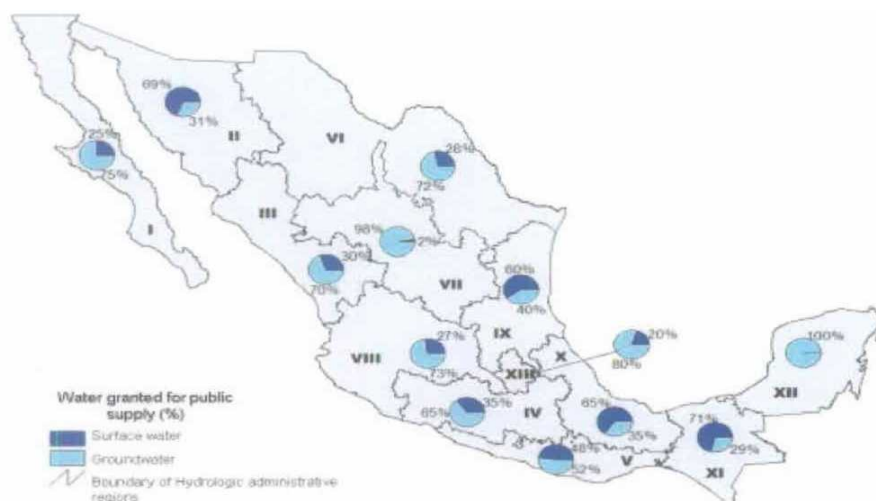 69%
31%
II
VI
25%
75%
28%
72%
I
III
98%
2%
30%
70%
VII
60%
40%
IX
VIII
27%
73%
X
XIII
20%
80%
100%
XII
Water granted for public
supply (%)
Surface water
Groundwater
Boundary of Hydrologic administrative
regions
65%
35%
IV
65%
35%
71%
29%
48%
52%
V
XI